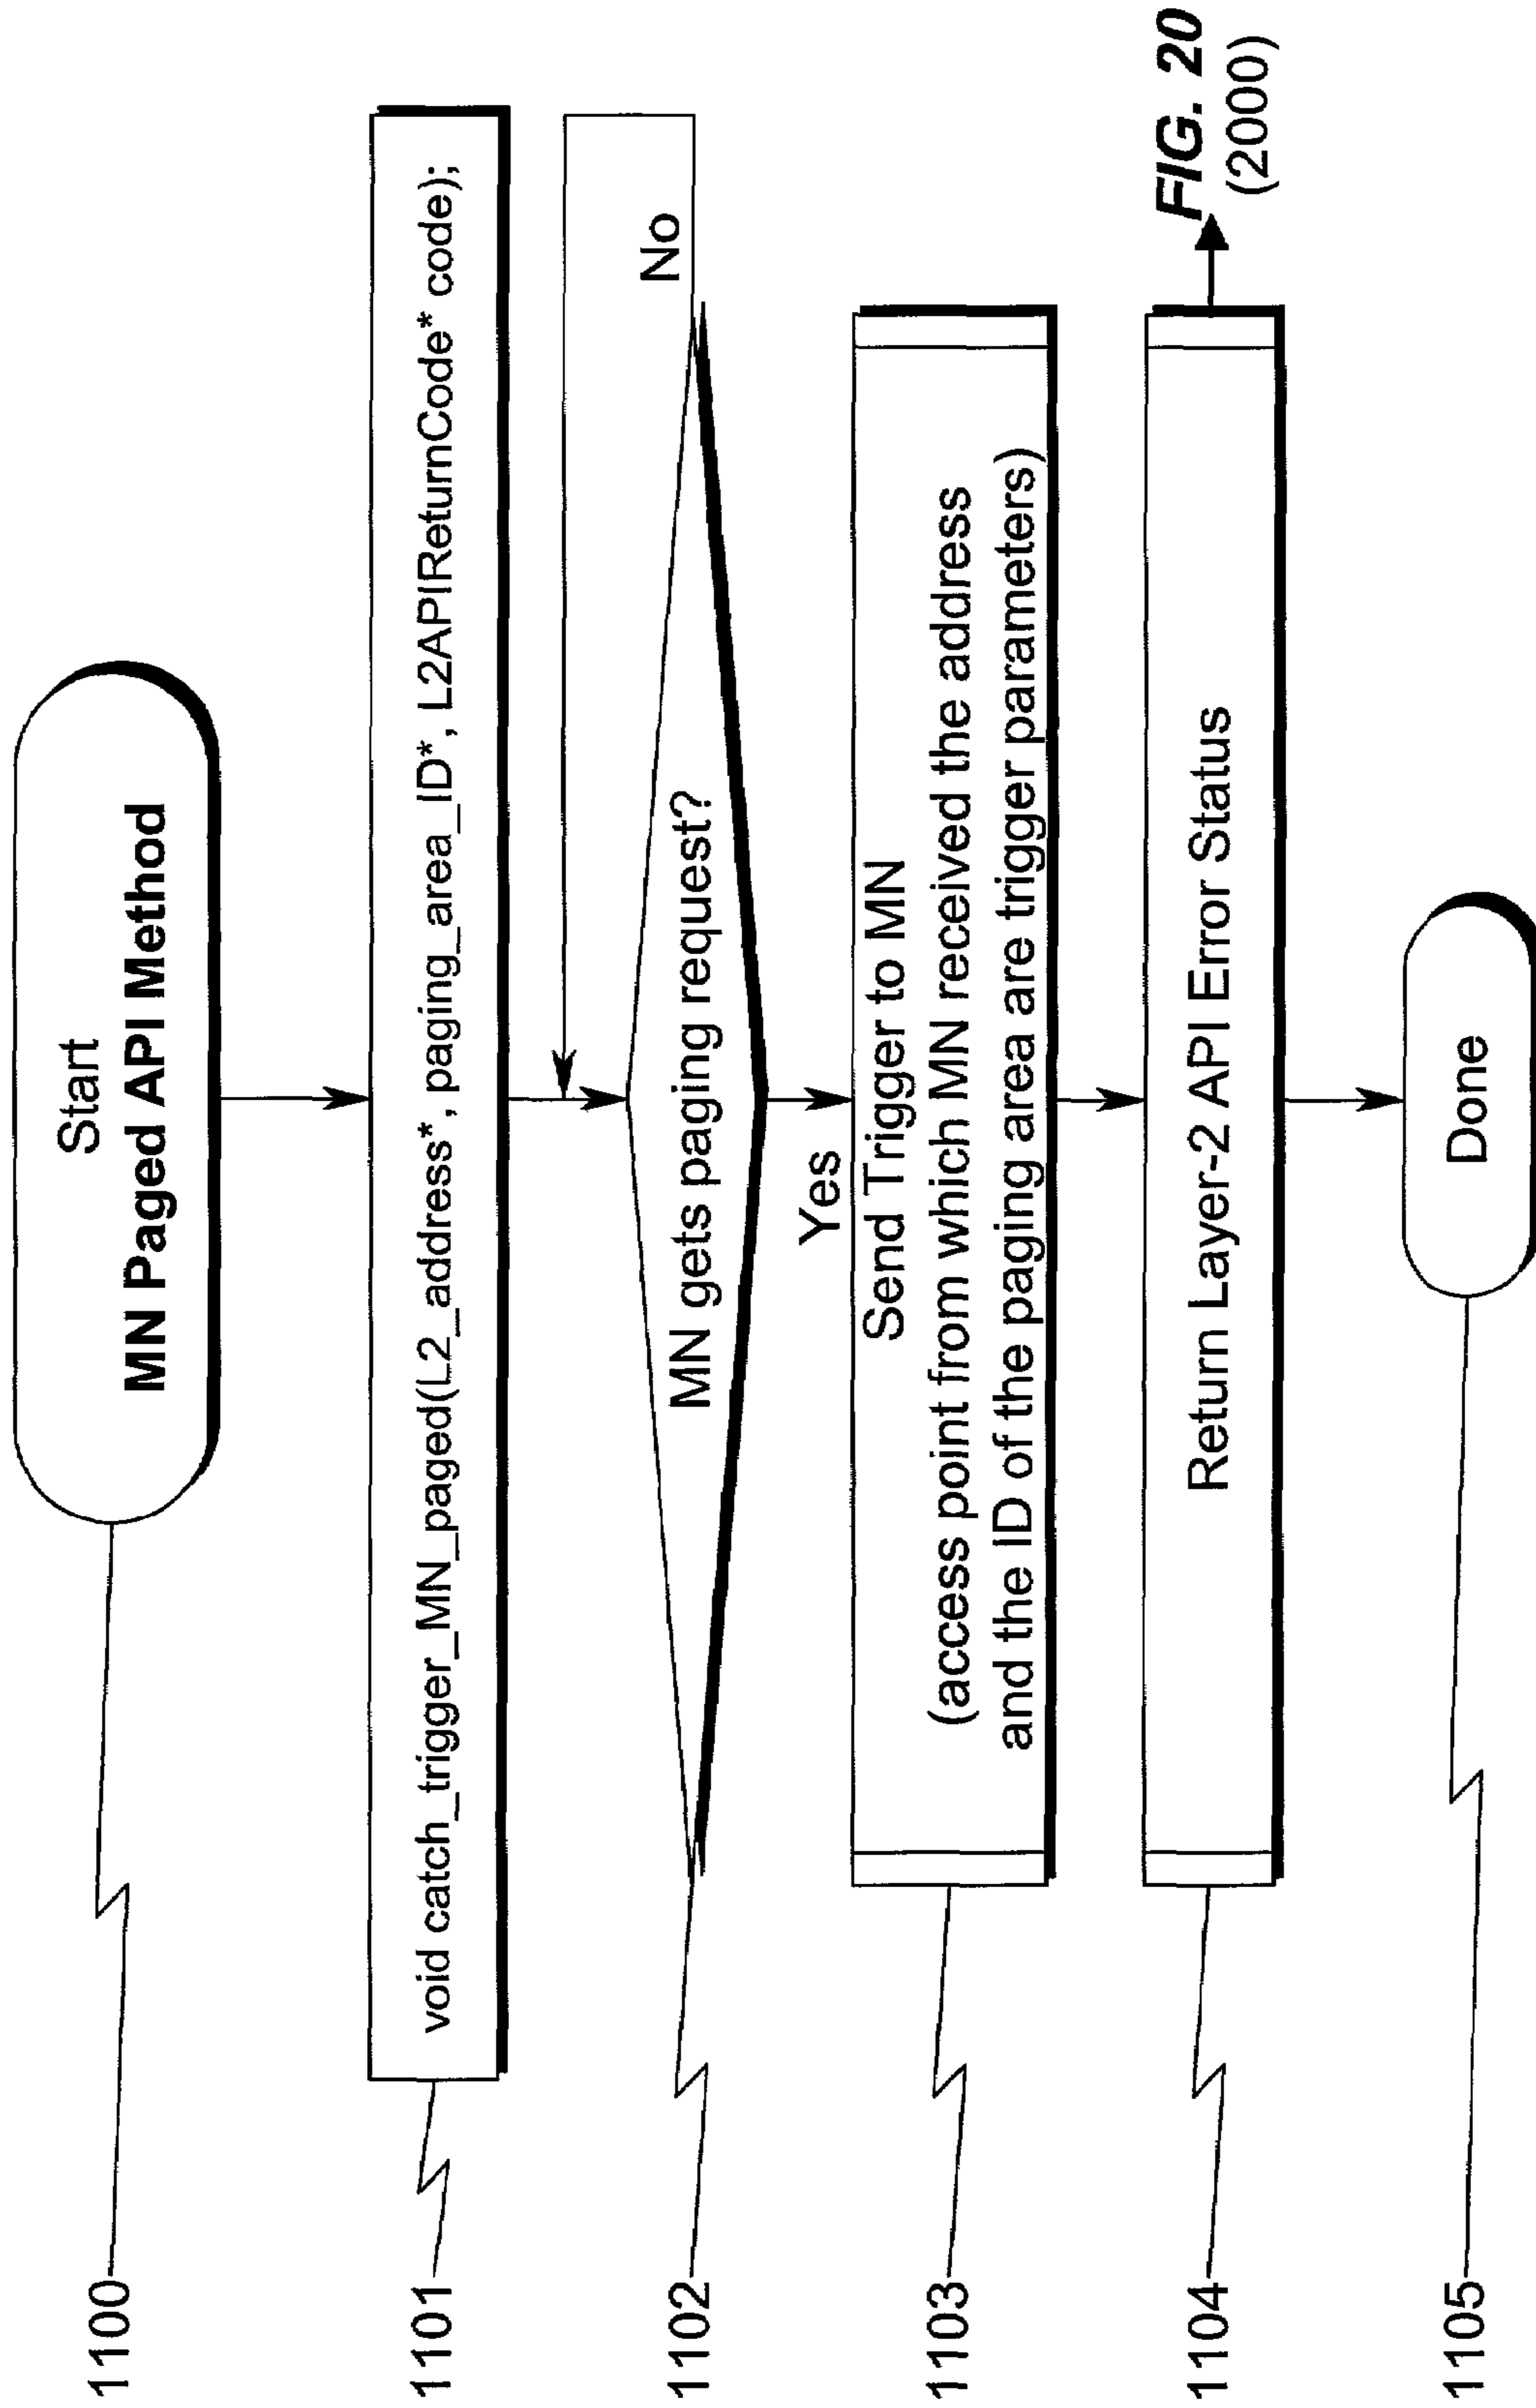 1100
Start
MN Paged API Method
1101
void catch_trigger_MN_paged(L2_address*, paging_area_ID*, L2APIReturnCode* code);
1102
MN gets paging request?
No
Yes
1103
Send Trigger to MN
(access point from which MN received the address
and the ID of the paging area are trigger parameters)
1104
Return Layer-2 API Error Status
FIG. 20
(2000)
1105
Done